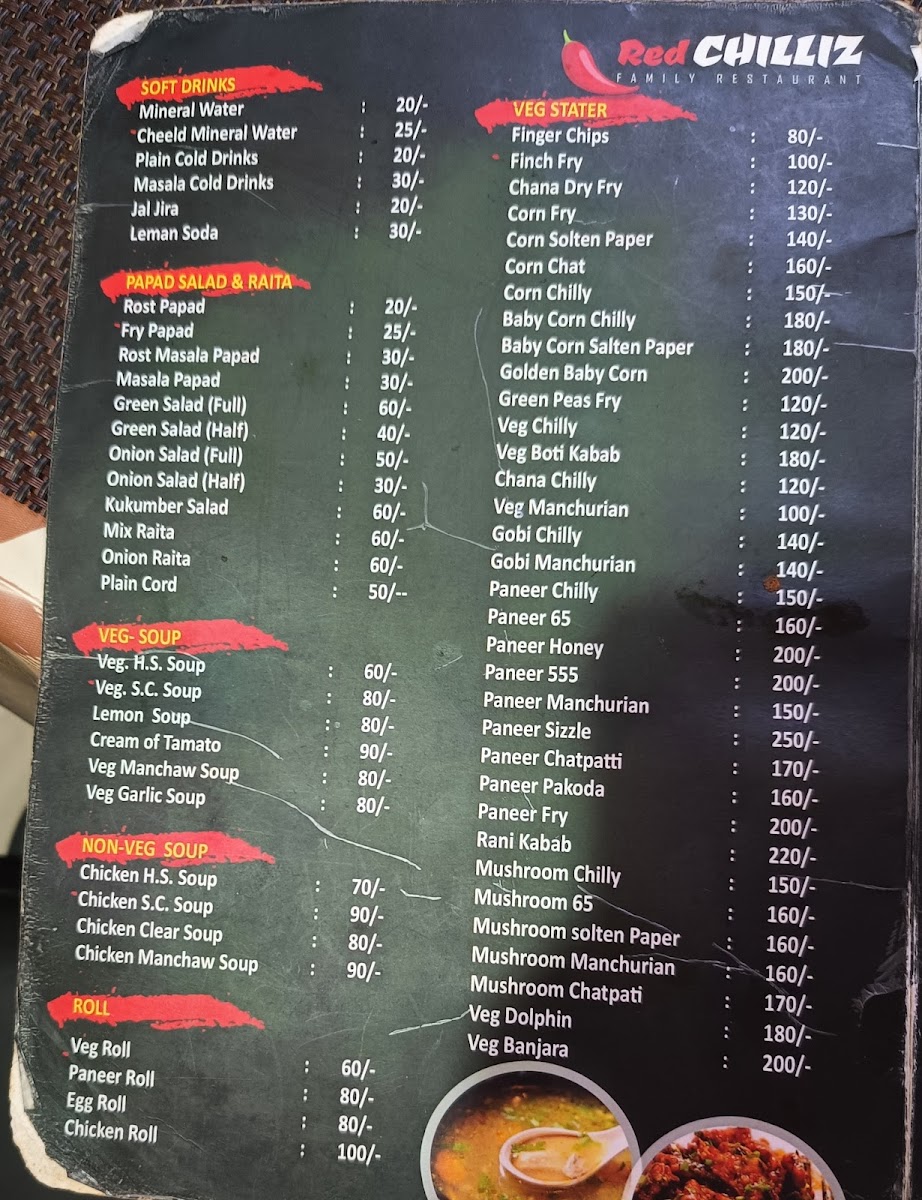 Red CHILLIZ
FAMILY RESTAURANT
SOFT DRINKS
Mineral Water : 20/-
Cheeld Mineral Water : 25/-
Plain Cold Drinks : 20/-
Masala Cold Drinks : 30/-
Jal Jira : 20/-
Leman Soda : 30/-
PAPAD SALAD & RAITA
Rost Papad : 20/-
Fry Papad : 25/-
Rost Masala Papad : 30/-
Masala Papad : 30/-
Green Salad (Full) : 60/-
Green Salad (Half) : 40/-
Onion Salad (Full) : 50/-
Onion Salad (Half) : 30/-
Kukumber Salad : 60/-
Mix Raita : 60/-
Onion Raita : 60/-
Plain Cord : 50/--
VEG- SOUP
Veg. H.S. Soup : 60/-
Veg. S.C. Soup : 80/-
Lemon Soup : 80/-
Cream of Tamato : 90/-
Veg Manchaw Soup : 80/-
Veg Garlic Soup : 80/-
NON-VEG SOUP
Chicken H.S. Soup : 70/-
Chicken S.C. Soup : 90/-
Chicken Clear Soup : 80/-
Chicken Manchaw Soup : 90/-
ROLL
Veg Roll : 60/-
Paneer Roll : 80/-
Egg Roll : 80/-
Chicken Roll : 100/-
VEG STATER
Finger Chips : 80/-
Finch Fry : 100/-
Chana Dry Fry : 120/-
Corn Fry : 130/-
Corn Solten Paper : 140/-
Corn Chat : 160/-
Corn Chilly : 150/-
Baby Corn Chilly : 180/-
Baby Corn Salten Paper : 180/-
Golden Baby Corn : 200/-
Green Peas Fry : 120/-
Veg Chilly : 120/-
Veg Boti Kabab : 180/-
Chana Chilly : 120/-
Veg Manchurian : 100/-
Gobi Chilly : 140/-
Gobi Manchurian : 140/-
Paneer Chilly : 150/-
Paneer 65 : 160/-
Paneer Honey : 200/-
Paneer 555 : 200/-
Paneer Manchurian : 150/-
Paneer Sizzle : 250/-
Paneer Chatpatti : 170/-
Paneer Pakoda : 160/-
Paneer Fry : 200/-
Rani Kabab : 220/-
Mushroom Chilly : 150/-
Mushroom 65 : 160/-
Mushroom solten Paper : 160/-
Mushroom Manchurian : 160/-
Mushroom Chatpati : 170/-
Veg Dolphin : 180/-
Veg Banjara : 200/-